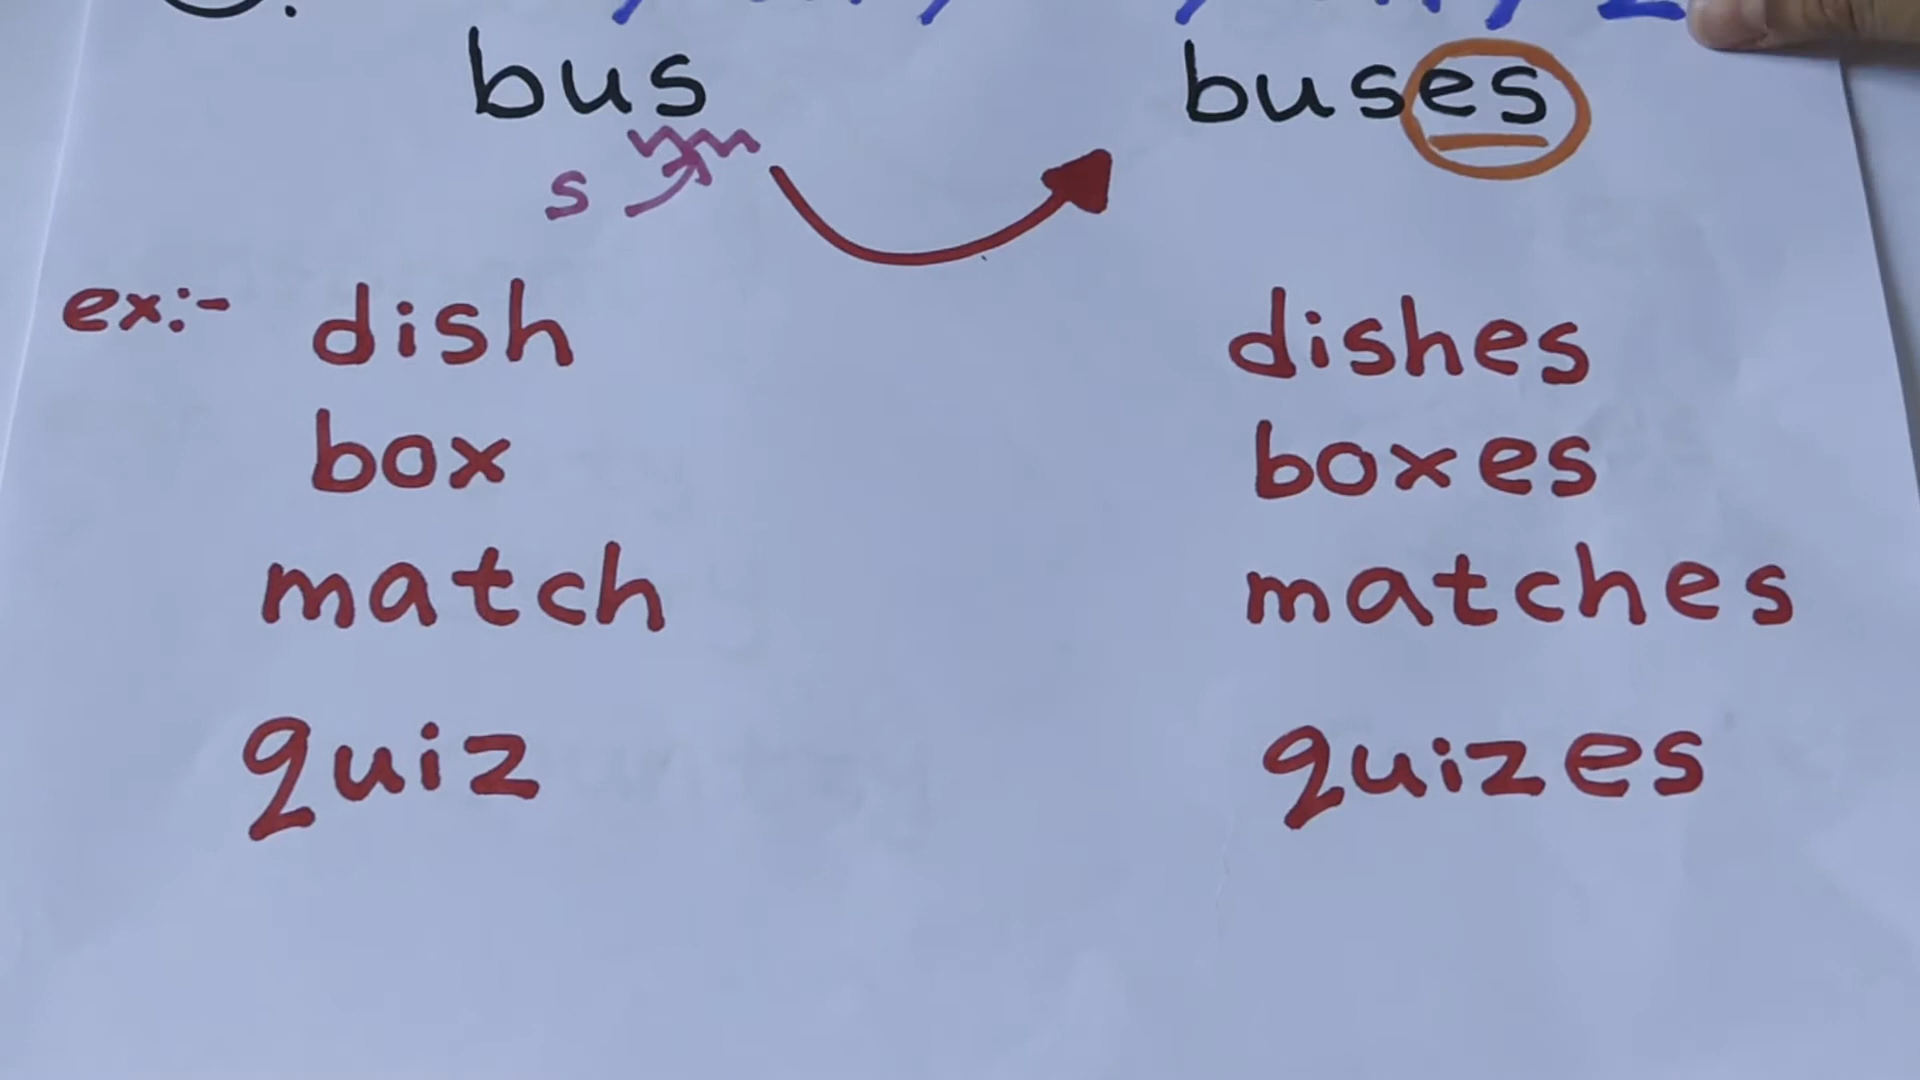 bus buses
s
ex:- dish dishes
box boxes
match matches
quiz quizes